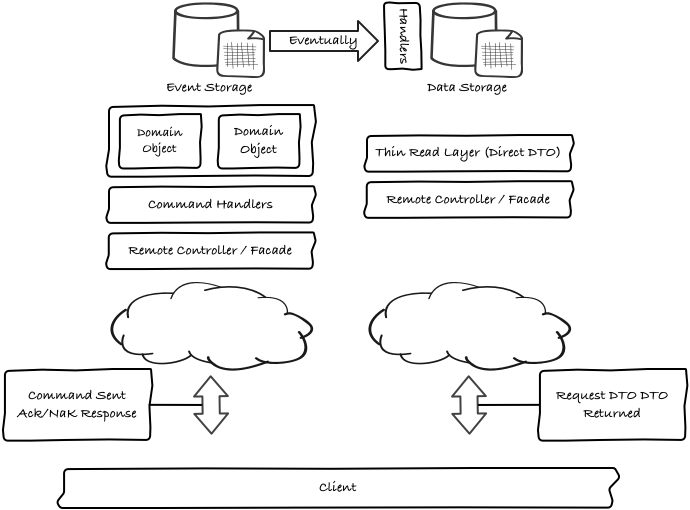 Eventually
Handlers
Event Storage
Data Storage
Domain
Object
Domain
Object
Thin Read Layer (Direct DTO)
Command Handlers
Remote Controller / Facade
Remote Controller / Facade
Command Sent
Ack/NaK Response
Request DTO DTO
Returned
Client